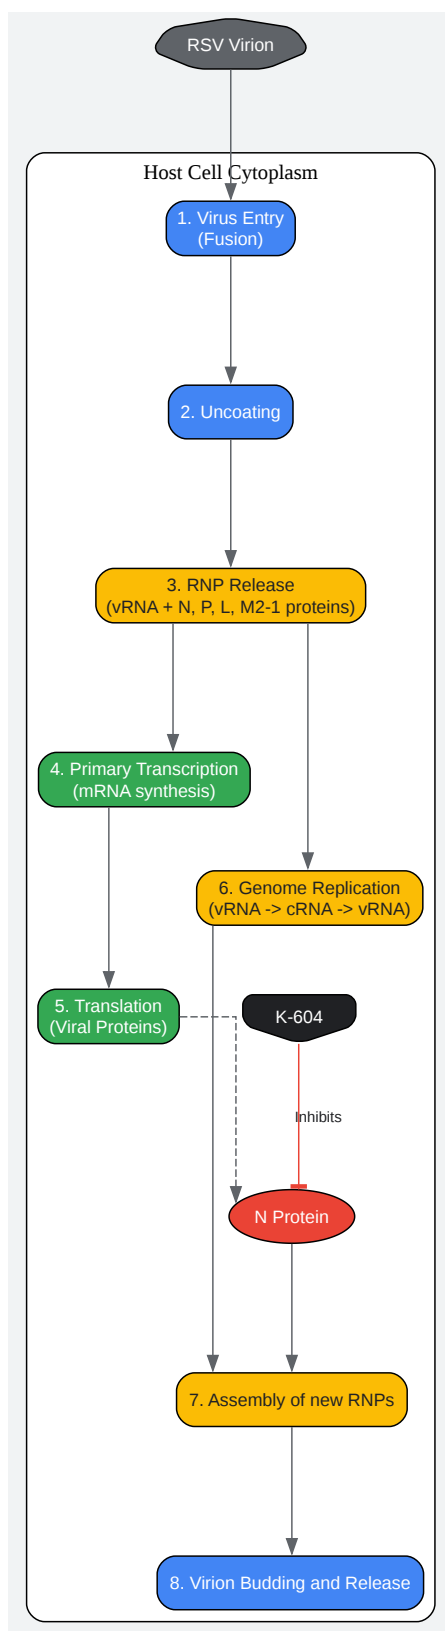 RSV Virion
Host Cell Cytoplasm
1. Virus Entry
(Fusion)
2. Uncoating
3. RNP Release
(vRNA + N, P, L, M2-1 proteins)
4. Primary Transcription
(mRNA synthesis)
6. Genome Replication
(vRNA -> cRNA -> vRNA)
5. Translation
(Viral Proteins)
K-604
Inhibits
N Protein
7. Assembly of new RNPs
8. Virion Budding and Release